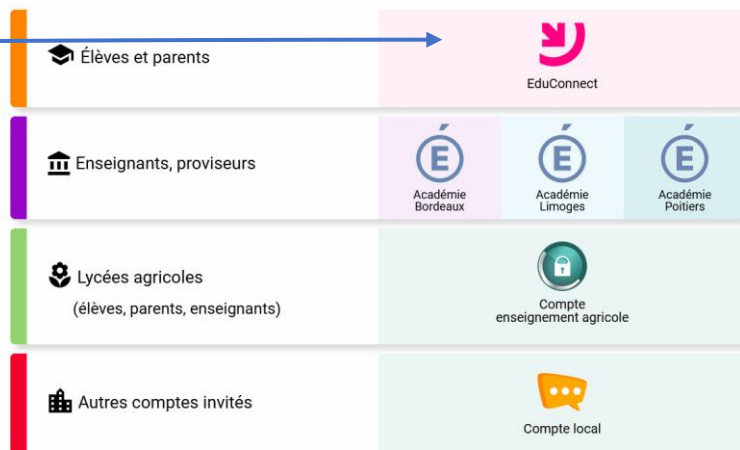 Élèves et parents
EduConnect
Enseignants, proviseurs
É
Académie
Bordeaux
É
Académie
Limoges
É
Académie
Poitiers
Lycées agricoles
(élèves, parents, enseignants)
Compte
enseignement agricole
Autres comptes invités
Compte local